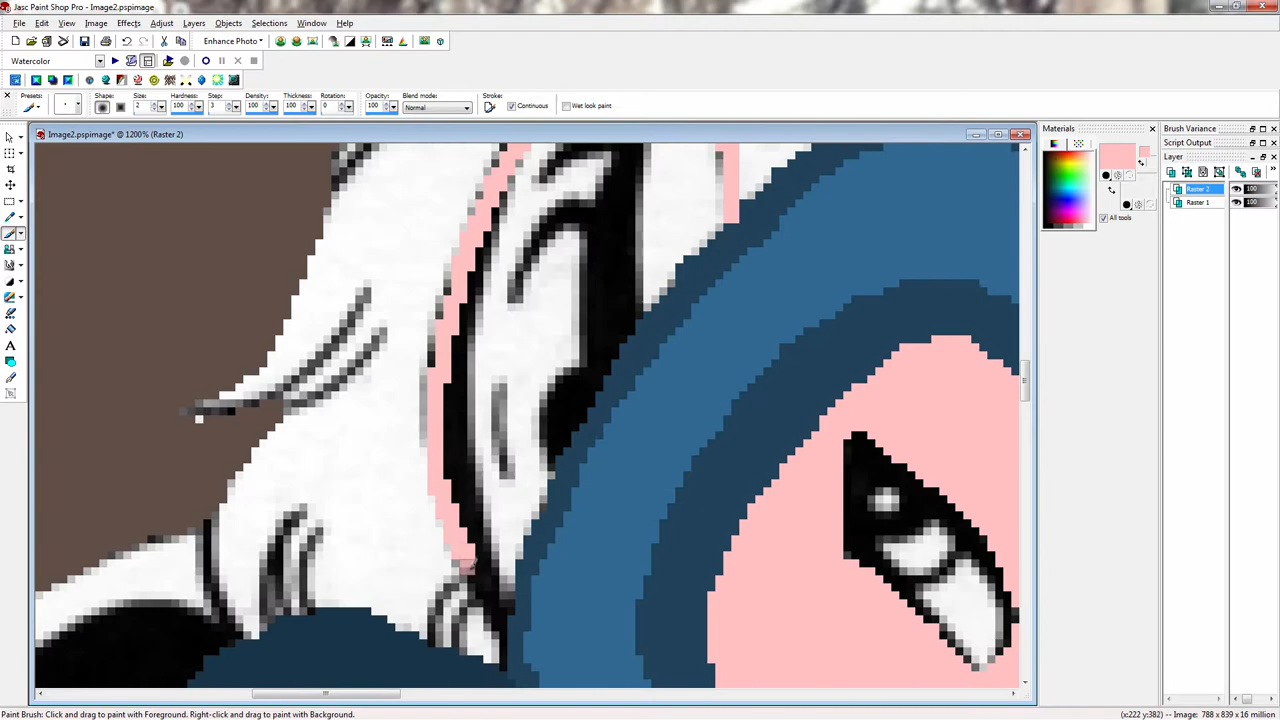 Jasc Paint Shop Pro - Image2.pspimage
File Edit View Image Effects Adjust Layers Objects Selections Window Help
Enhance Photo
Watercolor
Presets: Shape: Size: Hardness: Step: Density: Thickness: Rotation: Opacity: Blend mode: Stroke:
2 100 3 100 100 0 100 Normal Continuous Wet look paint
Image2.pspimage* @ 1200% (Raster 2)
Materials
All tools
Brush Variance
Script Output
Layer
Raster 2 100
Raster 1 100
Paint Brush: Click and drag to paint with Foreground. Right-click and drag to paint with Background.
(x:222 y:382) -- Image: 788 x 839 x 16 million